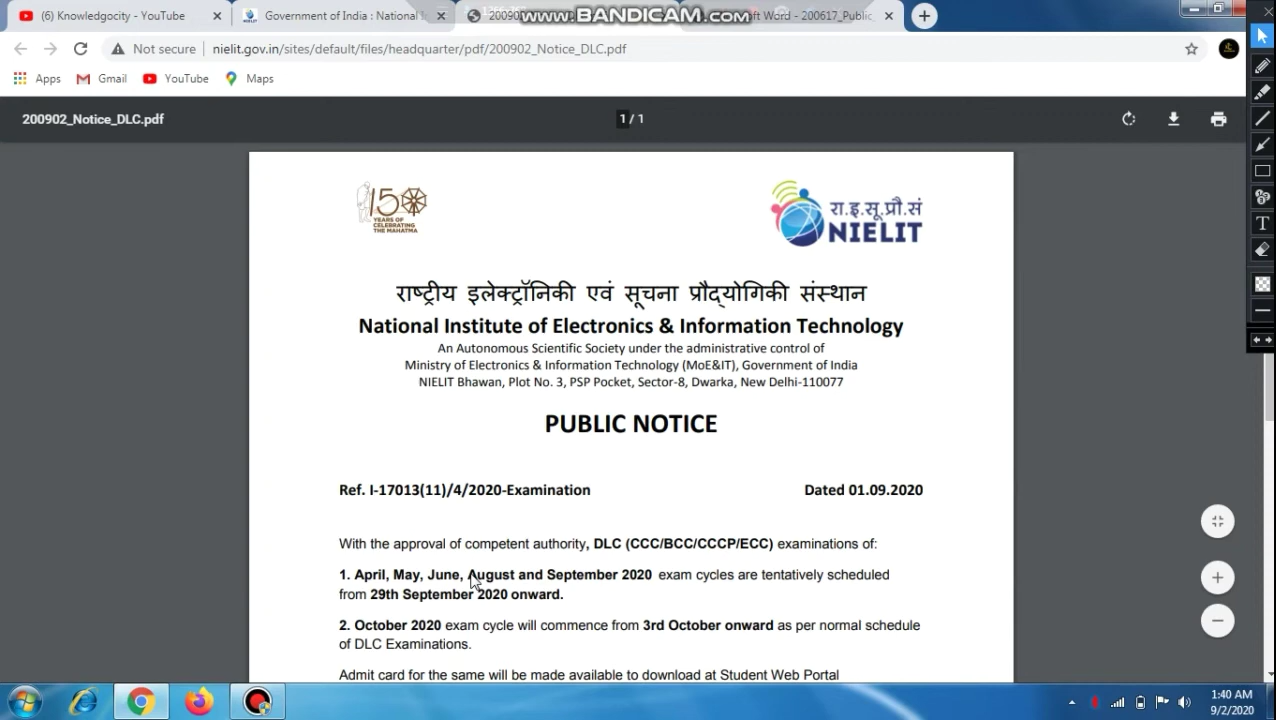 (6) Knowledgocity - YouTube
Government of India : National
www.BANDICAM.com
ft Word - 200617_Public_
Not secure
nielit.gov.in/sites/default/files/headquarter/pdf/200902_Notice_DLC.pdf
Apps
Gmail
YouTube
Maps
200902_Notice_DLC.pdf
1 / 1
150
YEARS OF
CELEBRATING
THE MAHATMA
रा.इ.सू.प्रौ.सं
NIELIT
राष्ट्रीय इलेक्ट्रॉनिकी एवं सूचना प्रौद्योगिकी संस्थान
National Institute of Electronics & Information Technology
An Autonomous Scientific Society under the administrative control of
Ministry of Electronics & Information Technology (MoE&IT), Government of India
NIELIT Bhawan, Plot No. 3, PSP Pocket, Sector-8, Dwarka, New Delhi-110077
PUBLIC NOTICE
Ref. I-17013(11)/4/2020-Examination
Dated 01.09.2020
With the approval of competent authority, DLC (CCC/BCC/CCCP/ECC) examinations of:
1. April, May, June, August and September 2020 exam cycles are tentatively scheduled
from 29th September 2020 onward.
2. October 2020 exam cycle will commence from 3rd October onward as per normal schedule
of DLC Examinations.
Admit card for the same will be made available to download at Student Web Portal
1:40 AM
9/2/2020